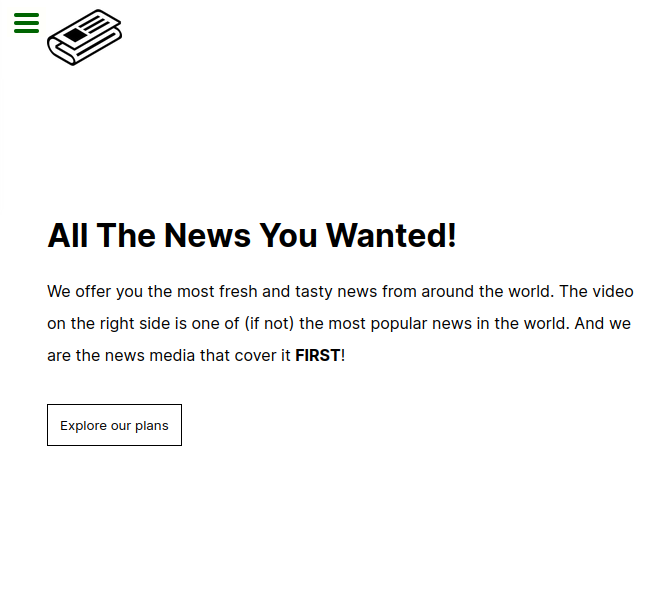 All The News You Wanted!
We offer you the most fresh and tasty news from around the world. The video
on the right side is one of (if not) the most popular news in the world. And we
are the news media that cover it FIRST!
Explore our plans